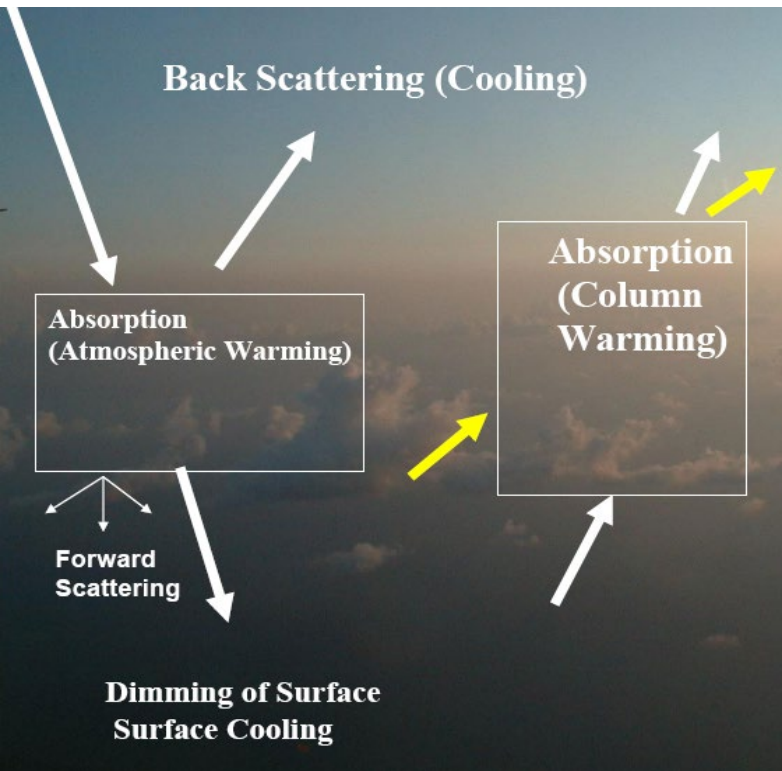 Back Scattering (Cooling)
Absorption
(Column
Warming)
Absorption
(Atmospheric Warming)
Forward
Scattering
Dimming of Surface
Surface Cooling